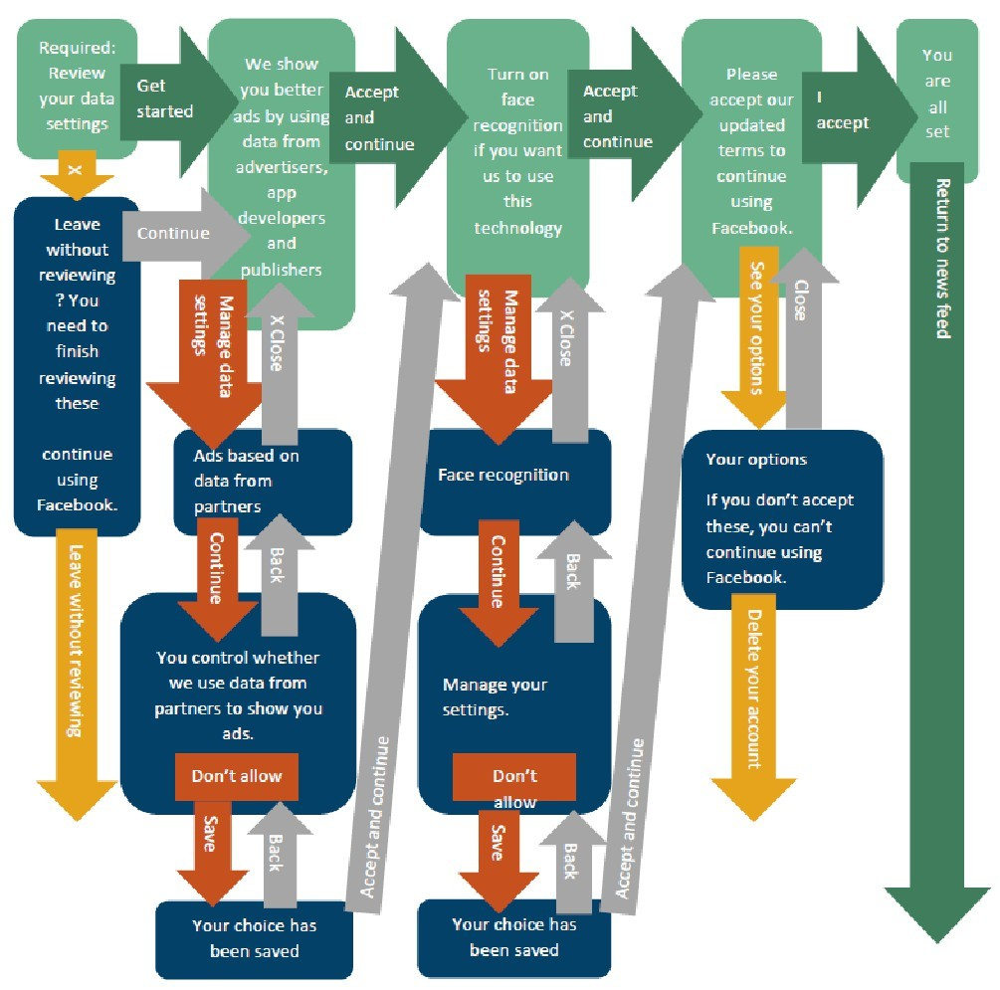 Required:
Review
your data
settings
Get
started
We show
you better
ads by using
data from
advertisers,
app
developers
and
publishers
Accept
and
continue
Turn on
face
recognition
if you want
us to use
this
technology
Accept
and
continue
Please
accept our
updated
terms to
continue
using
Facebook.
I
accept
You
are
all
set
X
Leave
without
reviewing
? You
need to
finish
reviewing
these
continue
using
Facebook.
Continue
Manage data
settings
X Close
Manage data
settings
X Close
See your options
Close
Return to news feed
Ads based on
data from
partners
Face recognition
Your options
If you don’t accept
these, you can’t
continue using
Facebook.
Leave without reviewing
Continue
Back
Continue
Back
Delete your account
You control whether
we use data from
partners to show you
ads.
Don’t allow
Manage your
settings.
Don’t
allow
Save
Back
Accept and continue
Save
Back
Accept and continue
Your choice has
been saved
Your choice has
been saved